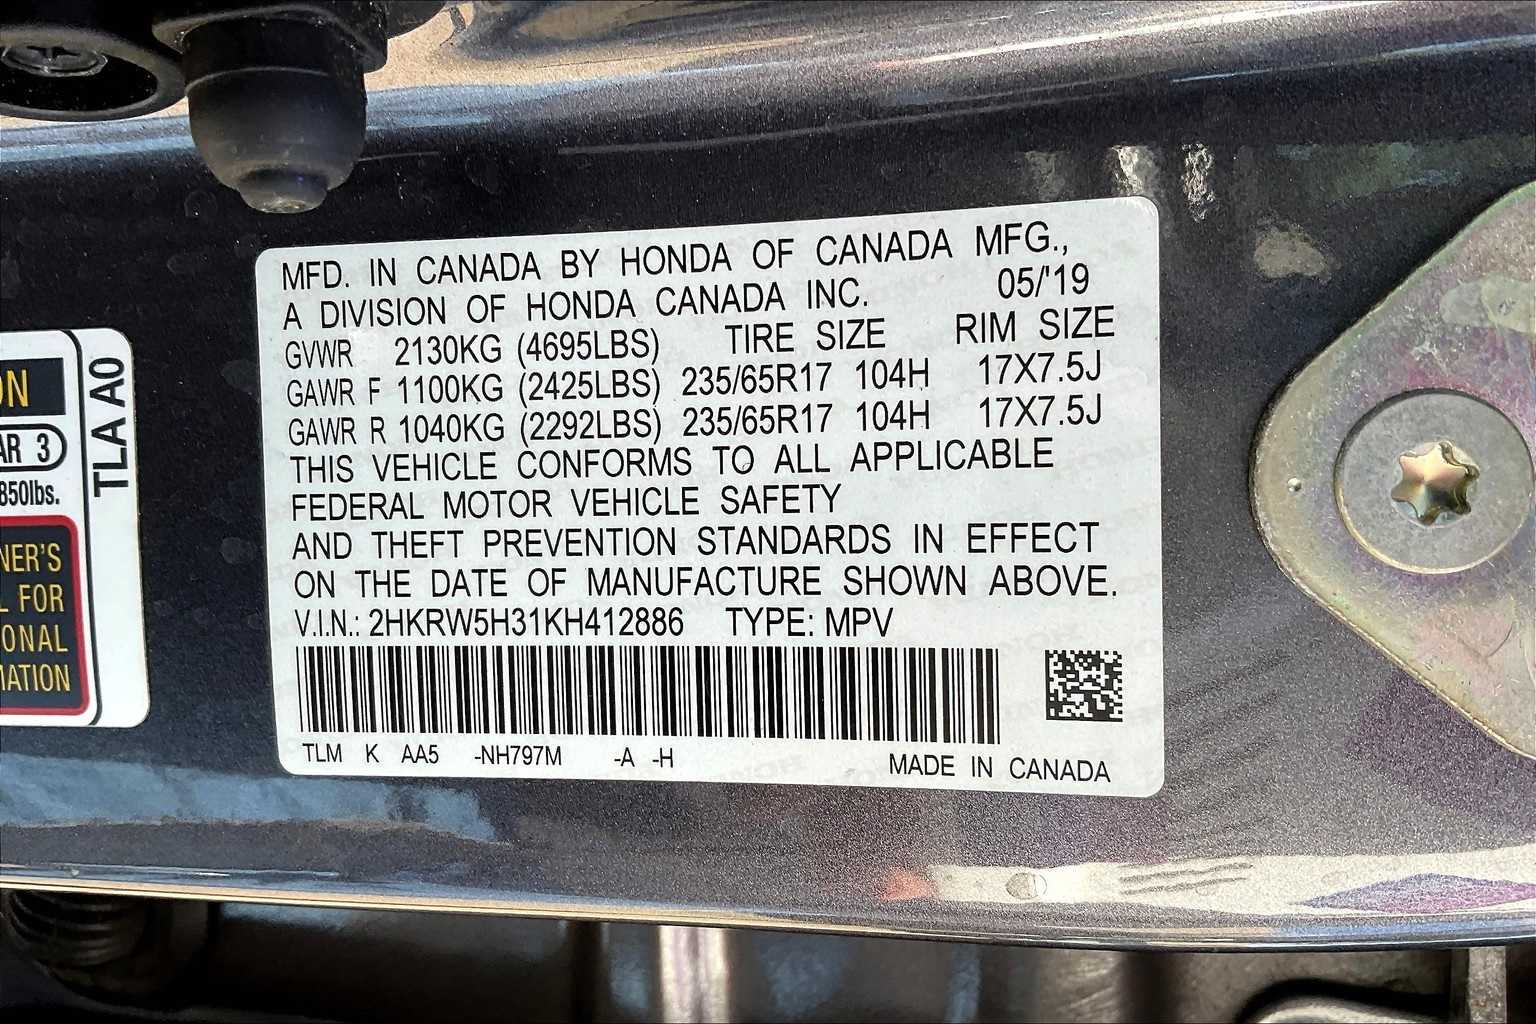 MFD. IN CANADA BY HONDA OF CANADA MFG.,
A DIVISION OF HONDA CANADA INC. 05/'19
GVWR 2130KG (4695LBS) TIRE SIZE RIM SIZE
GAWR F 1100KG (2425LBS) 235/65R17 104H 17X7.5J
GAWR R 1040KG (2292LBS) 235/65R17 104H 17X7.5J
THIS VEHICLE CONFORMS TO ALL APPLICABLE
FEDERAL MOTOR VEHICLE SAFETY
AND THEFT PREVENTION STANDARDS IN EFFECT
ON THE DATE OF MANUFACTURE SHOWN ABOVE.
V.I.N.: 2HKRW5H31KH412886 TYPE: MPV
TLM K AA5 -NH797M -A -H MADE IN CANADA
ON
AR 3
850lbs.
NER'S
L FOR
IONAL
MATION
TLA A0